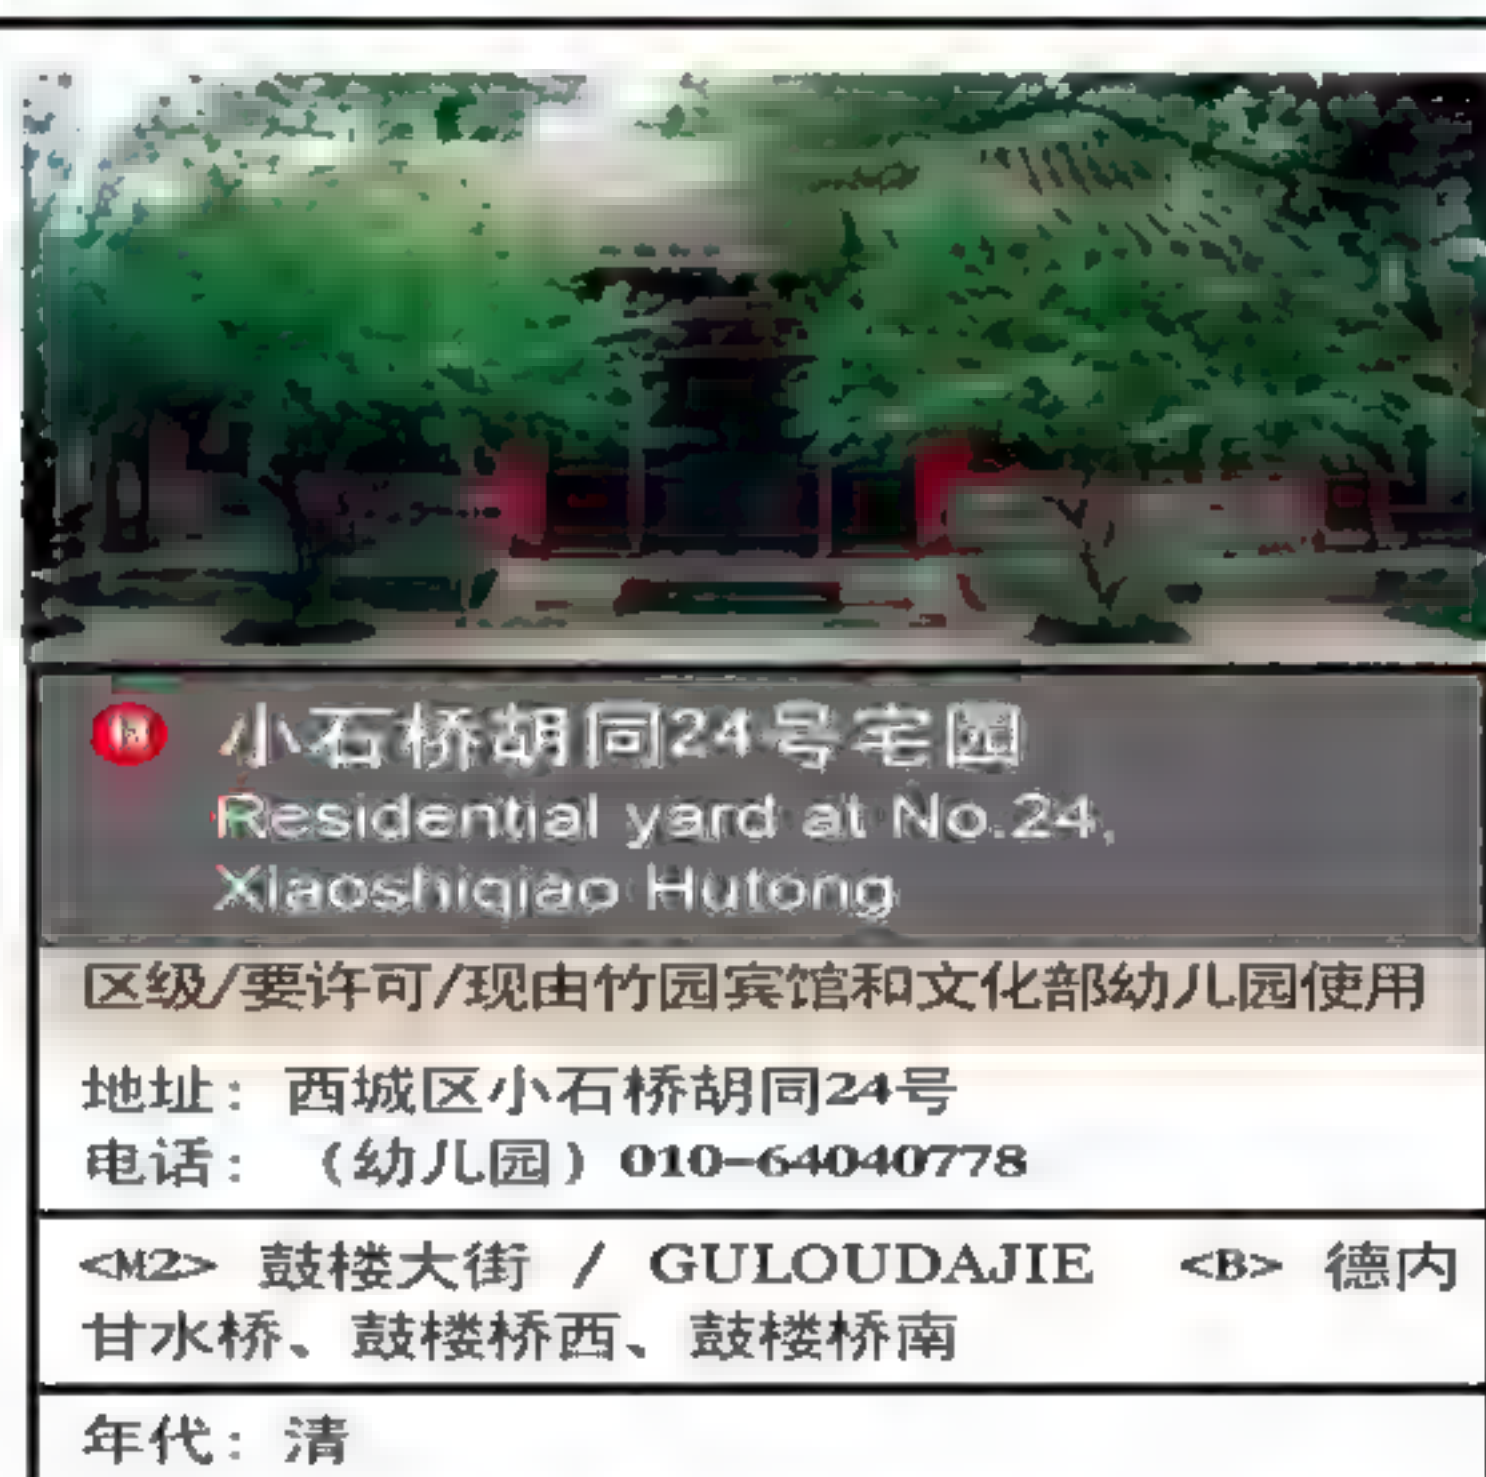 小石桥胡同24号宅园
Residential yard at No.24,
Xiaoshiqiao Hutong
区级/要许可/现由竹园宾馆和文化部幼儿园使用
地址：西城区小石桥胡同24号
电话：（幼儿园）010-64040778
<M2> 鼓楼大街 / GULOUDAJIE <B> 德内
甘水桥、鼓楼桥西、鼓楼桥南
年代：清